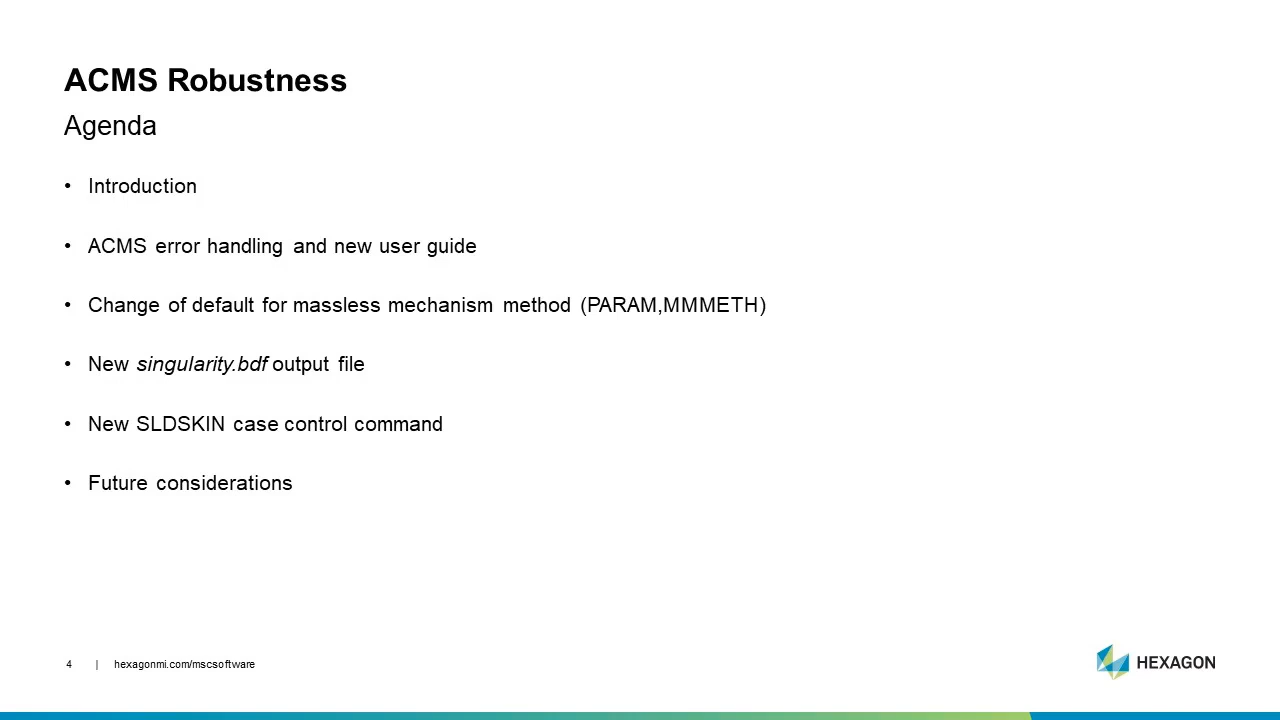 ACMS Robustness
Agenda
• Introduction
• ACMS error handling and new user guide
• Change of default for massless mechanism method (PARAM,MMMETH)
• New singularity.bdf output file
• New SLDSKIN case control command
• Future considerations
4 | hexagonmi.com/mscsoftware
HEXAGON